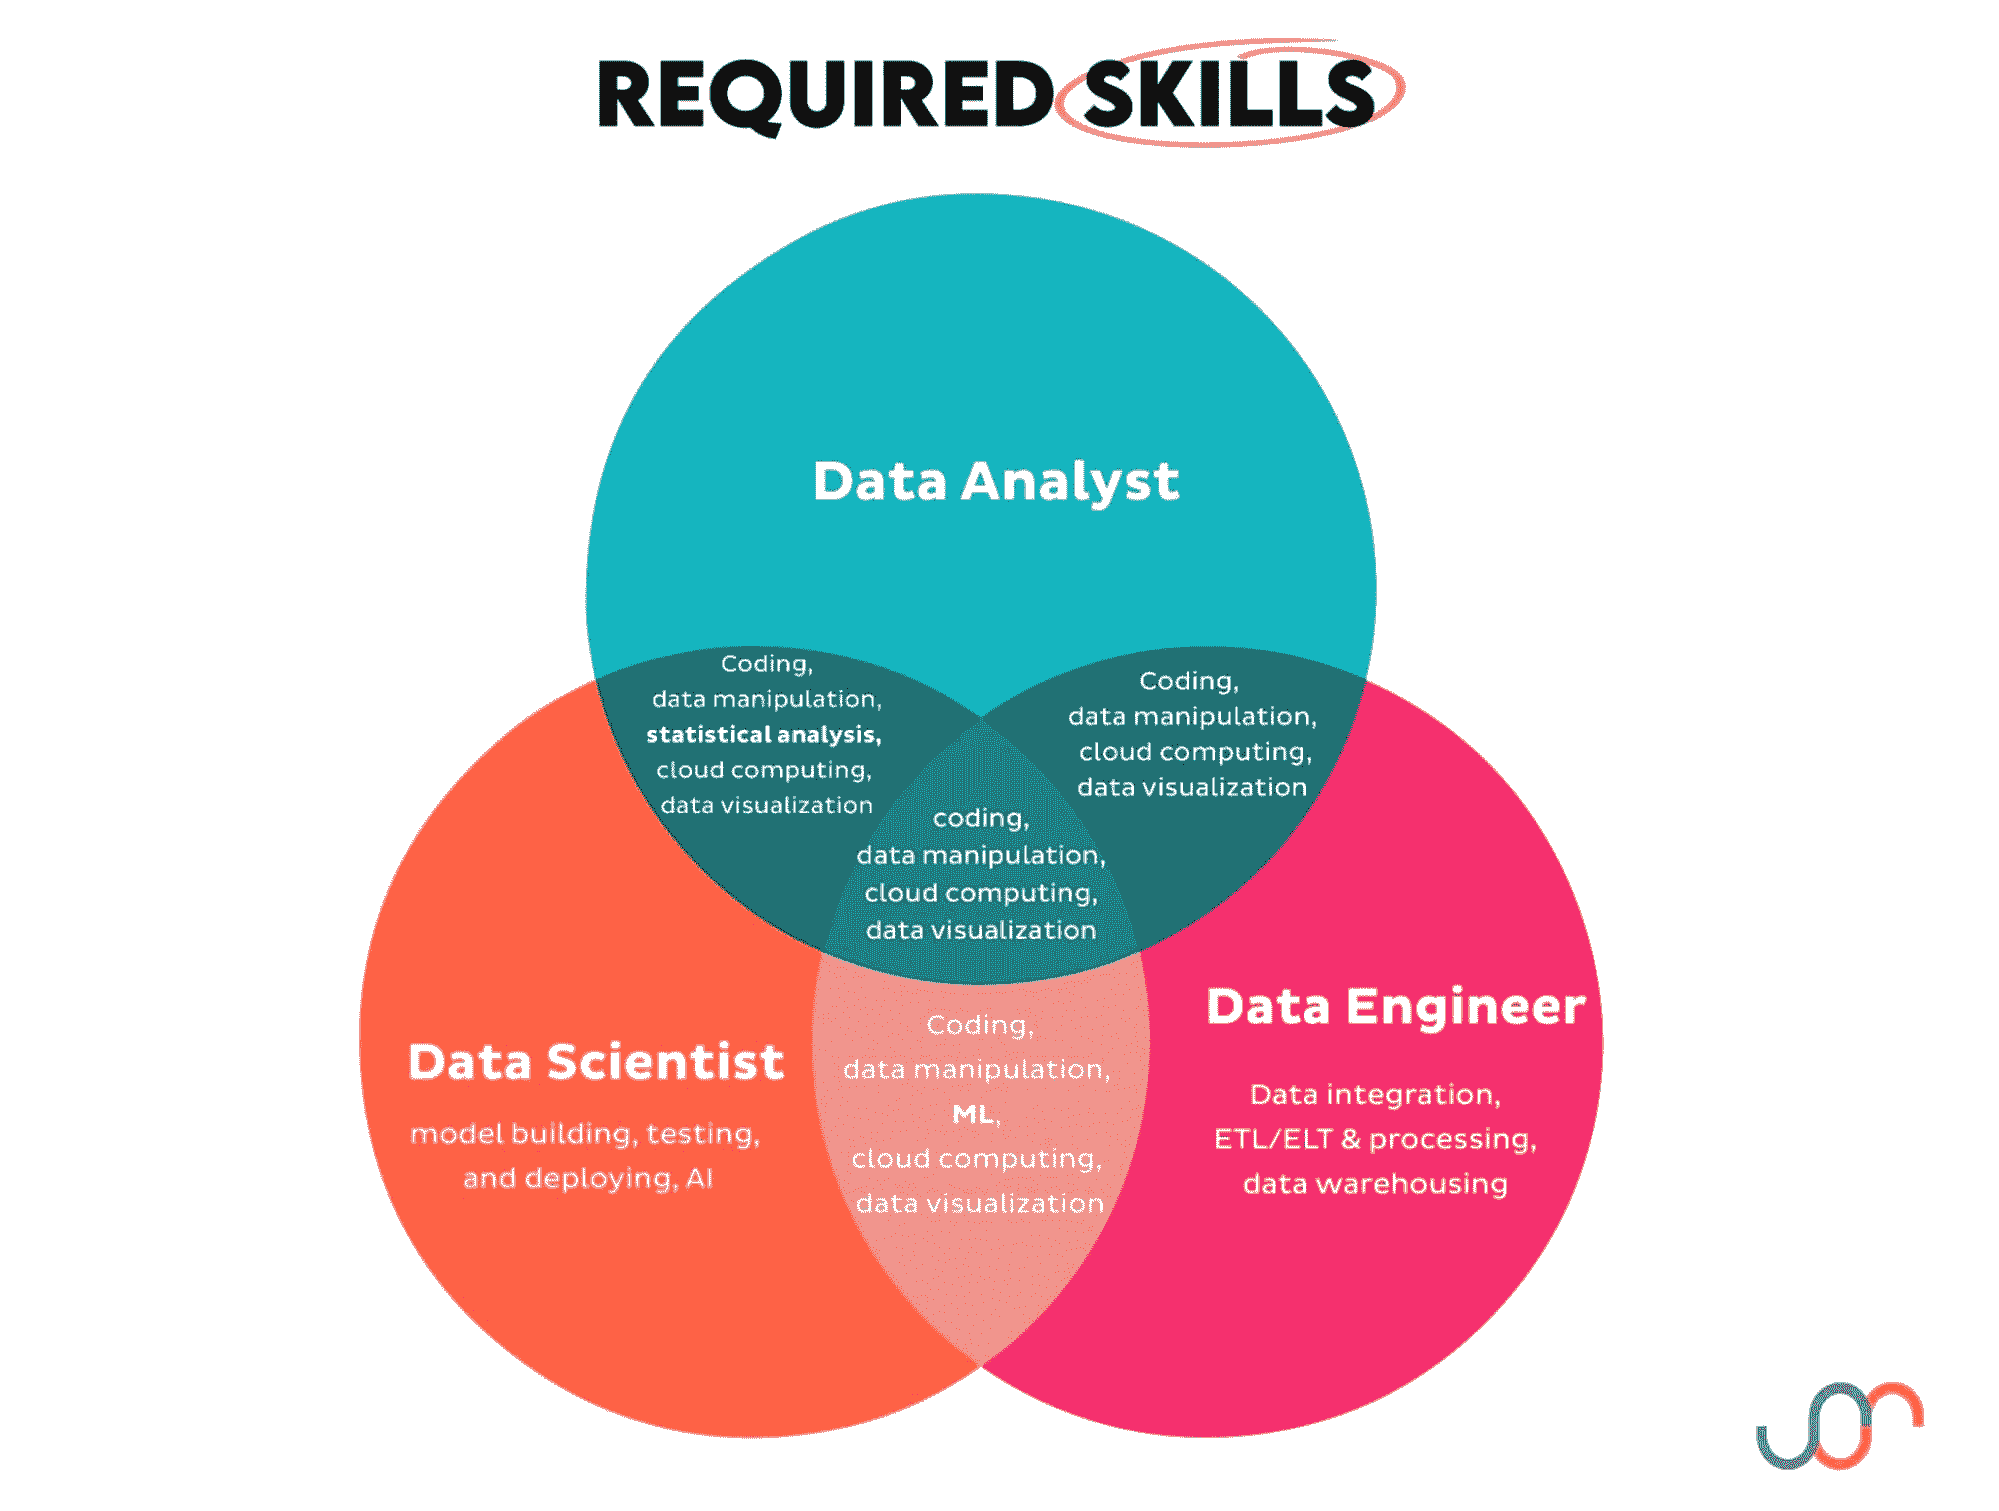 REQUIRED SKILLS
Data Analyst
Coding,
data manipulation,
statistical analysis,
cloud computing,
data visualization
Coding,
data manipulation,
cloud computing,
data visualization
coding,
data manipulation,
cloud computing,
data visualization
Data Scientist
model building, testing,
and deploying, AI
Coding,
data manipulation,
ML,
cloud computing,
data visualization
Data Engineer
Data integration,
ETL/ELT & processing,
data warehousing